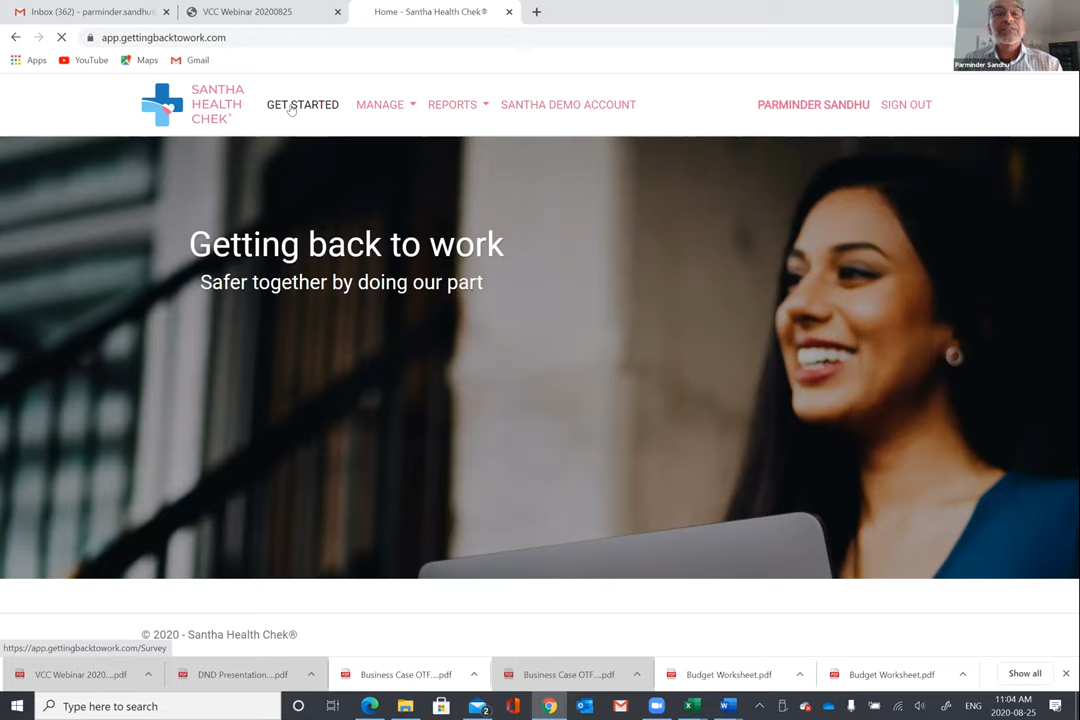 Inbox (362) - parminder.sandhu
VCC Webinar 20200825
Home - Santha Health Chek®
app.gettingbacktowork.com
Apps
YouTube
Maps
Gmail
Parminder Sandhu
SANTHA
HEALTH
CHEK
GET STARTED
MANAGE
REPORTS
SANTHA DEMO ACCOUNT
PARMINDER SANDHU
SIGN OUT
Getting back to work
Safer together by doing our part
© 2020 - Santha Health Chek®
https://app.gettingbacktowork.com/Survey
VCC Webinar 2020....pdf
DND Presentation....pdf
Business Case OTF....pdf
Business Case OTF....pdf
Budget Worksheet.pdf
Budget Worksheet.pdf
Show all
Type here to search
2
ENG
11:04 AM
2020-08-25